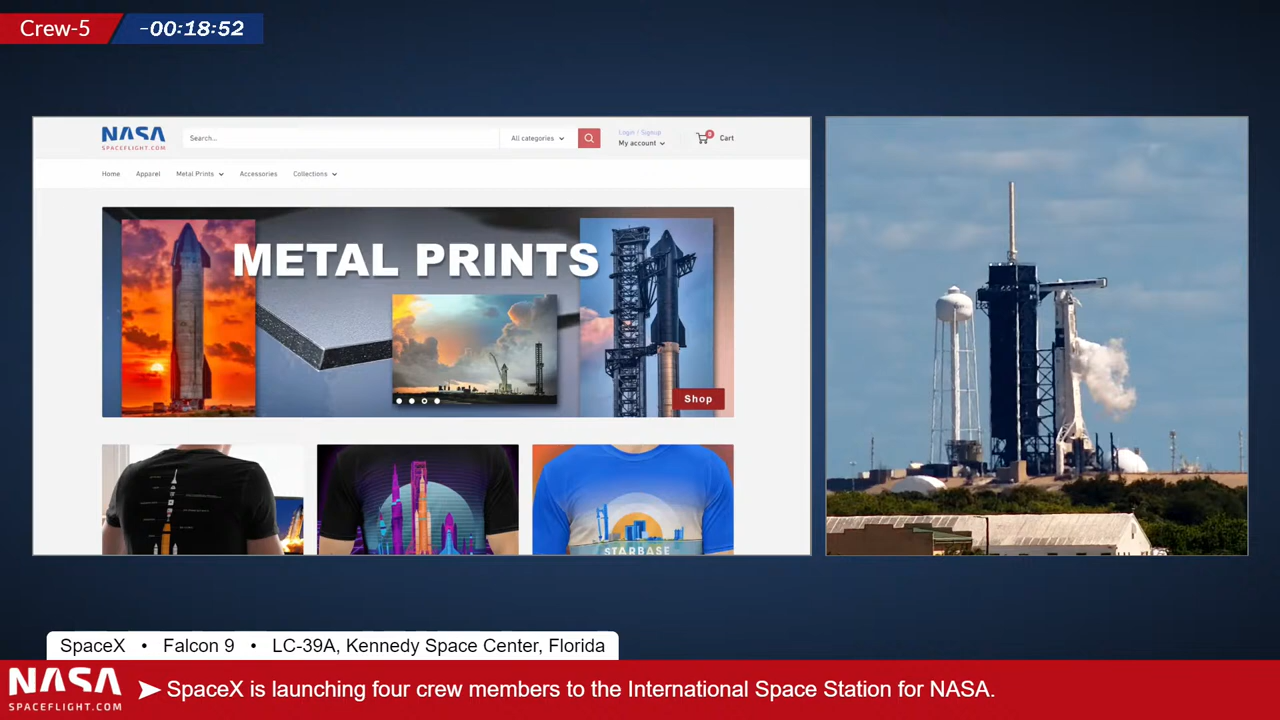 Crew-5
-00:18:52
NASA
SPACEFLIGHT.COM
Search...
All categories
Login / Signup
My account
0
Cart
Home
Apparel
Metal Prints
Accessories
Collections
METAL PRINTS
Shop
STARBASE
SpaceX • Falcon 9 • LC-39A, Kennedy Space Center, Florida
NASA
SPACEFLIGHT.COM
SpaceX is launching four crew members to the International Space Station for NASA.